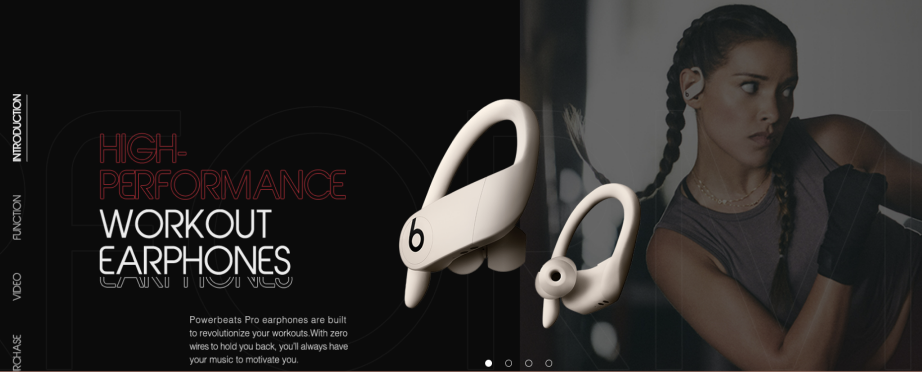 INTRODUCTION
FUNCTION
VIDEO
HIGH-
PERFORMANCE
WORKOUT
EARPHONES
Powerbeats Pro earphones are built
to revolutionize your workouts.With zero
wires to hold you back, you'll always have
your music to motivate you.
b